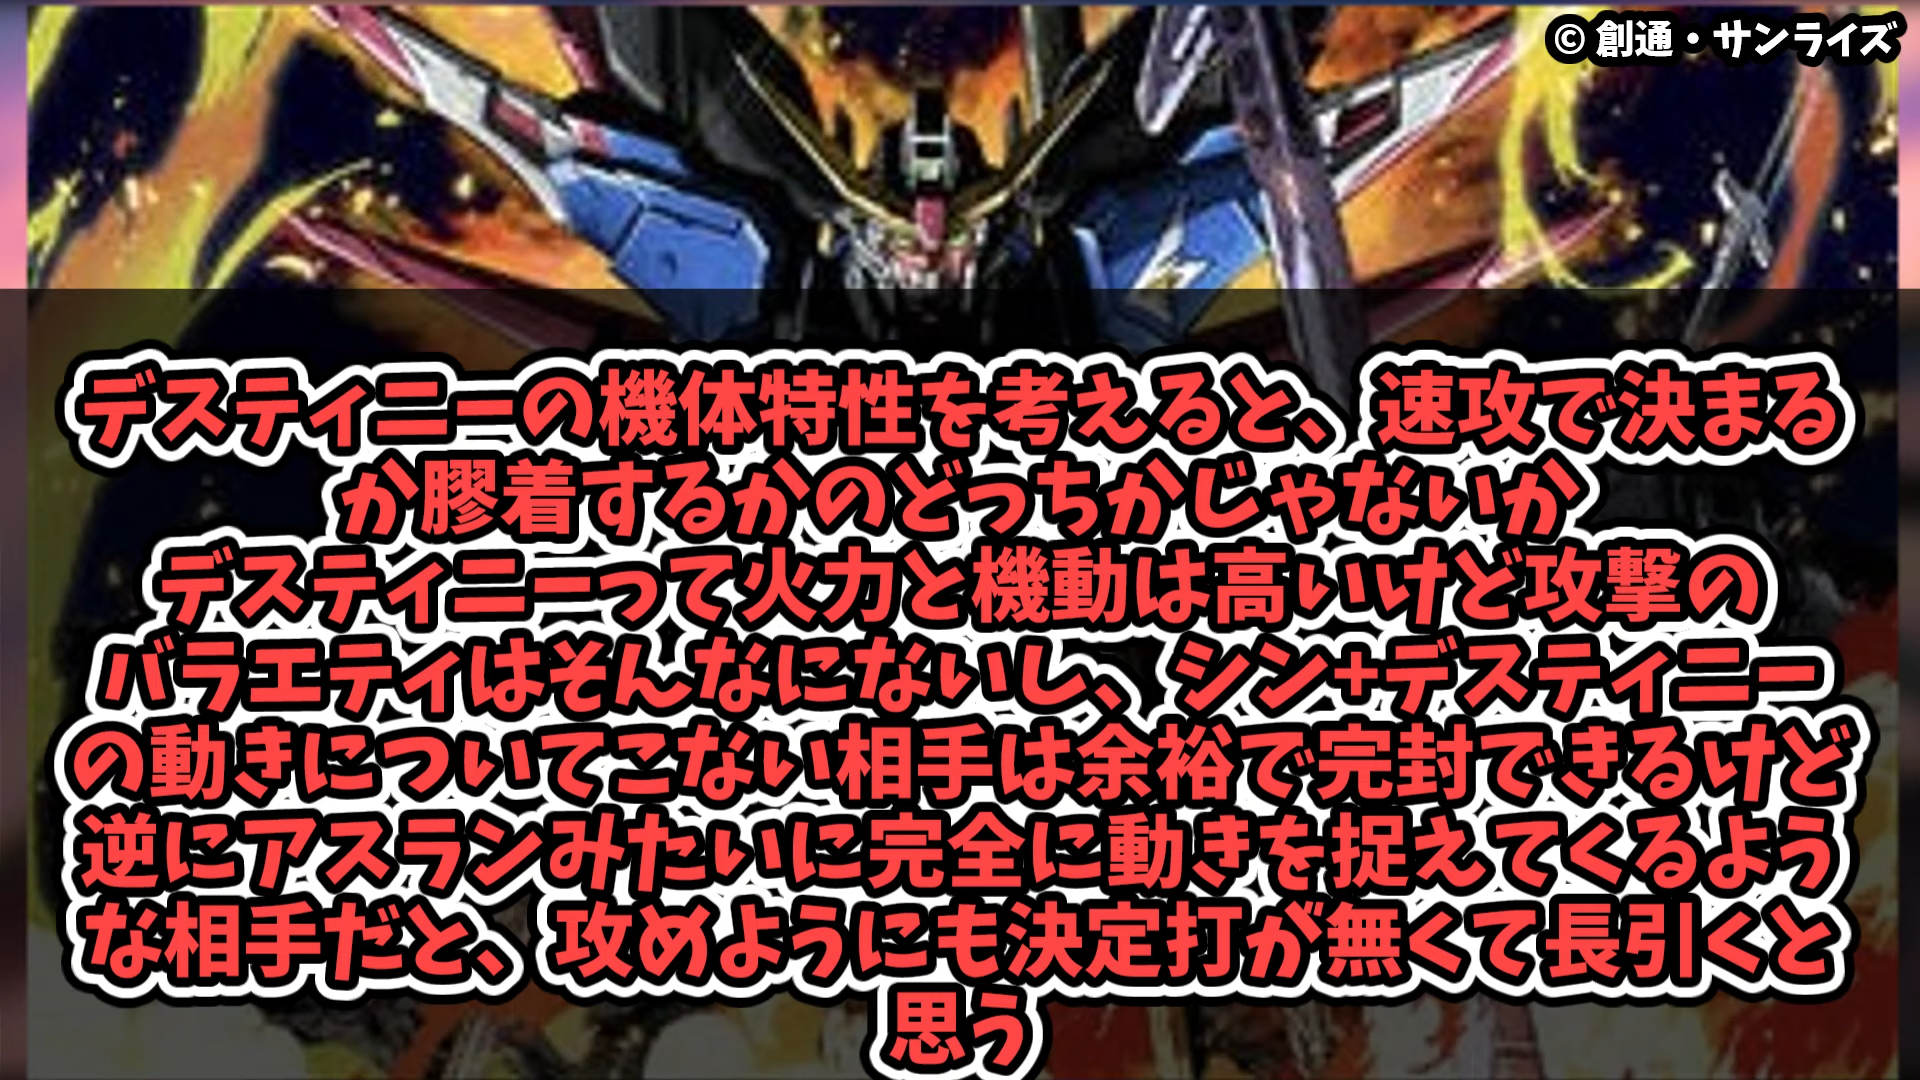 © 創通・サンライズ
デスティニーの機体特性を考えると、速攻で決まる
か膠着するかのどっちかじゃないか
デスティニーって火力と機動は高いけど攻撃の
バラエティはそんなにないし、シン+デスティニー
の動きについてこない相手は余裕で完封できるけど
逆にアスランみたいに完全に動きを捉えてくるよう
な相手だと、攻めようにも決定打が無くて長引くと
思う